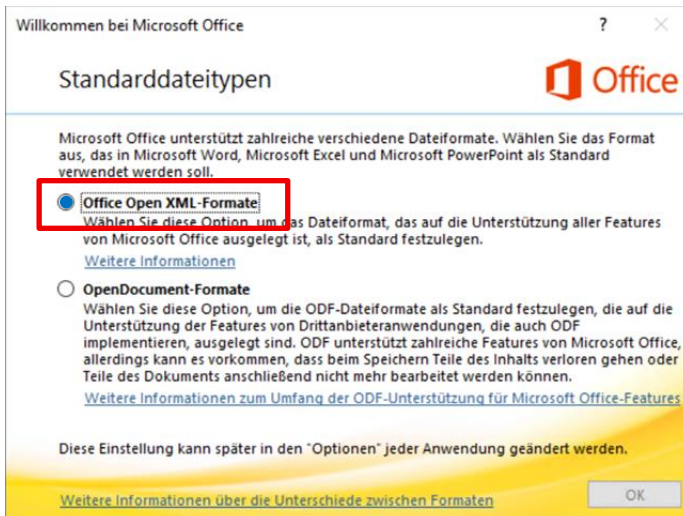 Willkommen bei Microsoft Office ?
Standarddateitypen
Office
Microsoft Office unterstützt zahlreiche verschiedene Dateiformate. Wählen Sie das Format
aus, das in Microsoft Word, Microsoft Excel und Microsoft PowerPoint als Standard
verwendet werden soll.
Office Open XML-Formate
Wählen Sie diese Option, um das Dateiformat, das auf die Unterstützung aller Features
von Microsoft Office ausgelegt ist, als Standard festzulegen.
Weitere Informationen
OpenDocument-Formate
Wählen Sie diese Option, um die ODF-Dateiformate als Standard festzulegen, die auf die
Unterstützung der Features von Drittanbieteranwendungen, die auch ODF
implementieren, ausgelegt sind. ODF unterstützt zahlreiche Features von Microsoft Office,
allerdings kann es vorkommen, dass beim Speichern Teile des Inhalts verloren gehen oder
Teile des Dokuments anschließend nicht mehr bearbeitet werden können.
Weitere Informationen zum Umfang der ODF-Unterstützung für Microsoft Office-Features
Diese Einstellung kann später in den "Optionen" jeder Anwendung geändert werden.
Weitere Informationen über die Unterschiede zwischen Formaten
OK